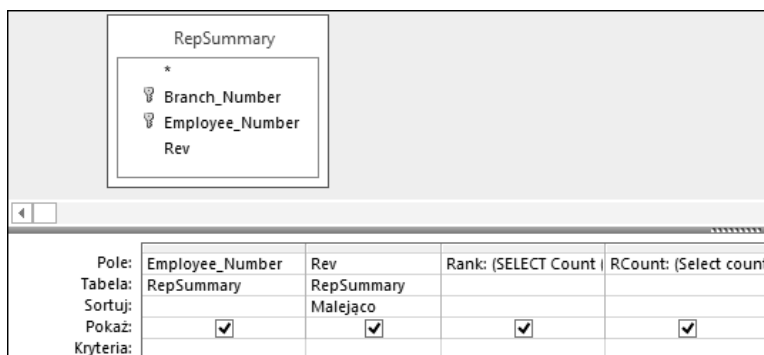 RepSummary
*
Branch_Number
Employee_Number
Rev
Pole: Employee_Number Rev Rank: (SELECT Count ( RCount: (Select count
Tabela: RepSummary RepSummary
Sortuj: Malejąco
Pokaż:
Kryteria: